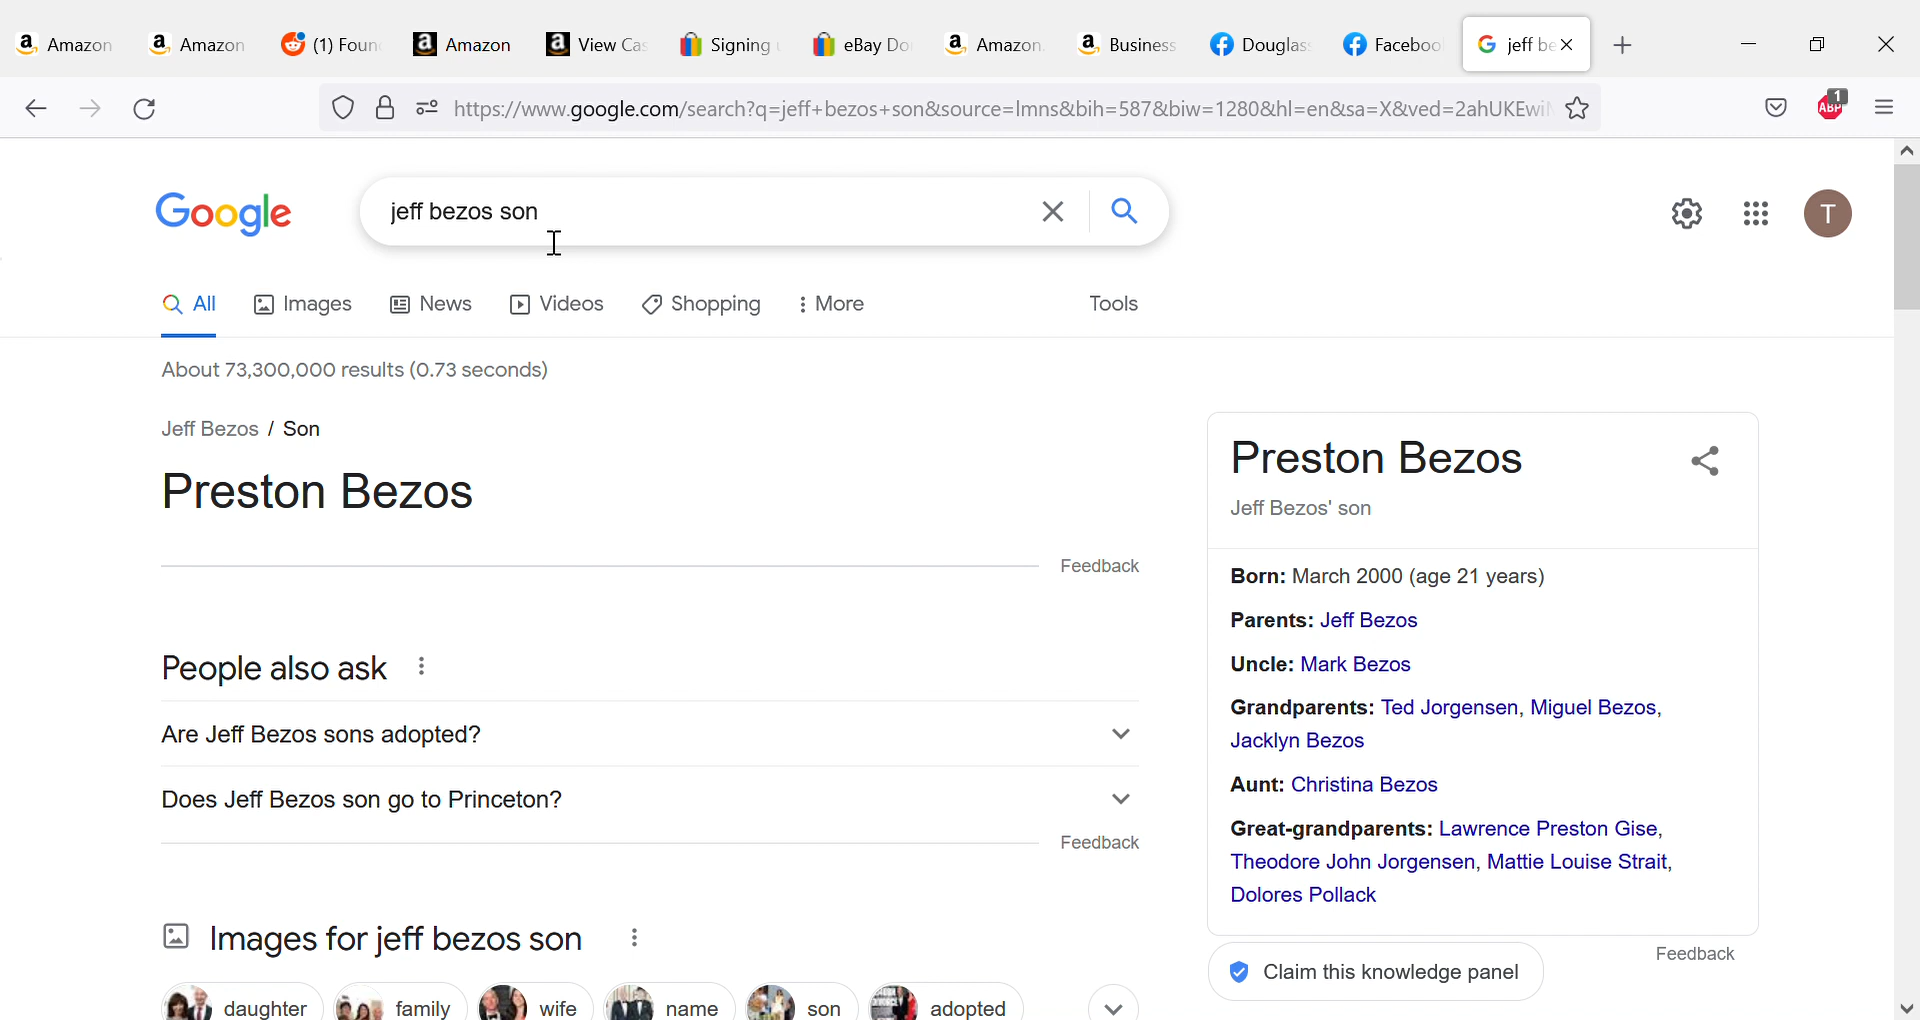 Amazon
Amazon
(1) Foun
Amazon
View Cas
Signing
eBay Do
Amazon
Business
Douglas
Faceboo
jeff be
https://www.google.com/search?q=jeff+bezos+son&source=lmns&bih=587&biw=1280&hl=en&sa=X&ved=2ahUKEwi
ABP 1
Google
jeff bezos son
T
All
Images
News
Videos
Shopping
More
Tools
About 73,300,000 results (0.73 seconds)
Jeff Bezos / Son
Preston Bezos
Feedback
People also ask
Are Jeff Bezos sons adopted?
Does Jeff Bezos son go to Princeton?
Feedback
Images for jeff bezos son
daughter
family
wife
name
son
adopted
Preston Bezos
Jeff Bezos' son
Born: March 2000 (age 21 years)
Parents: Jeff Bezos
Uncle: Mark Bezos
Grandparents: Ted Jorgensen, Miguel Bezos,
Jacklyn Bezos
Aunt: Christina Bezos
Great-grandparents: Lawrence Preston Gise,
Theodore John Jorgensen, Mattie Louise Strait,
Dolores Pollack
Feedback
Claim this knowledge panel